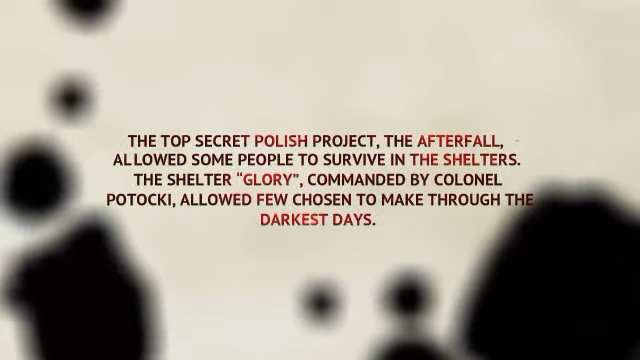 THE TOP SECRET POLISH PROJECT, THE AFTERFALL,
ALLOWED SOME PEOPLE TO SURVIVE IN THE SHELTERS.
THE SHELTER “GLORY”, COMMANDED BY COLONEL
POTOCKI, ALLOWED FEW CHOSEN TO MAKE THROUGH THE
DARKEST DAYS.